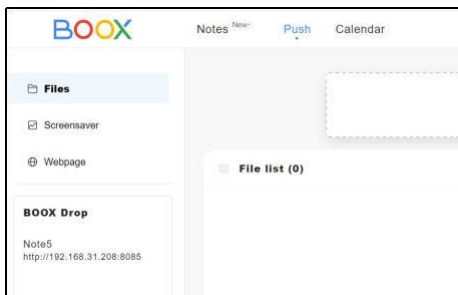 BOOX Notes New~ Push Calendar
Files
Screensaver
Webpage
File list (0)
BOOX Drop
Note5
http://192.168.31.208:8085